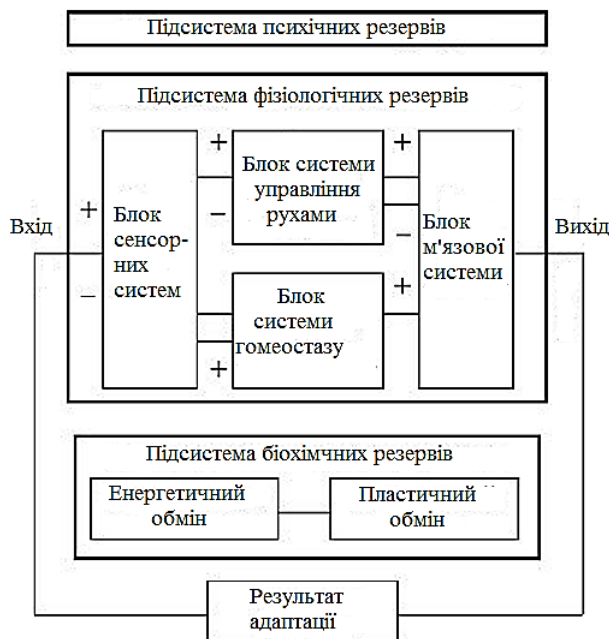 Підсистема психічних резервів
Підсистема фізіологічних резервів
+
+
Блок системи
управління
рухами
+
Вхід
Блок
сенсор-
них
систем
–
Блок
м'язової
системи
Вихід
–
–
Блок
системи
гомеостазу
+
+
Підсистема біохімчних резервів
Енергетичний
обмін
Пластичний
обмін
Результат
адаптації